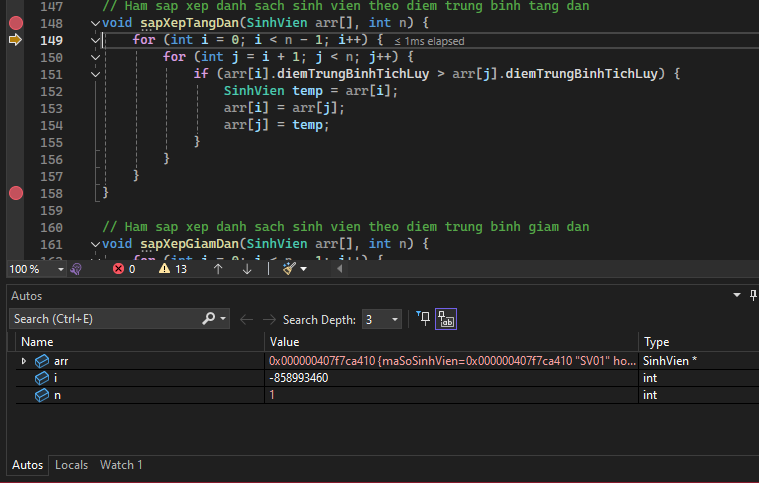 147 // Ham sap xep danh sach sinh vien theo diem trung binh tang dan
148 void sapXepTangDan(SinhVien arr[], int n) {
149 for (int i = 0; i < n - 1; i++) { ≤ 1ms elapsed
150 for (int j = i + 1; j < n; j++) {
151 if (arr[i].diemTrungBinhTichLuy > arr[j].diemTrungBinhTichLuy) {
152 SinhVien temp = arr[i];
153 arr[i] = arr[j];
154 arr[j] = temp;
155 }
156 }
157 }
158 }
159
160 // Ham sap xep danh sach sinh vien theo diem trung binh giam dan
161 void sapXepGiamDan(SinhVien arr[], int n) {
162 for (int i = 0; i < n - 1; i++) {
100 % 0 13
Autos
Search (Ctrl+E) Search Depth: 3
Name Value Type
arr 0x000000407f7ca410 {maSoSinhVien=0x000000407f7ca410 "SV01" ho... SinhVien *
i -858993460 int
n 1 int
Autos Locals Watch 1